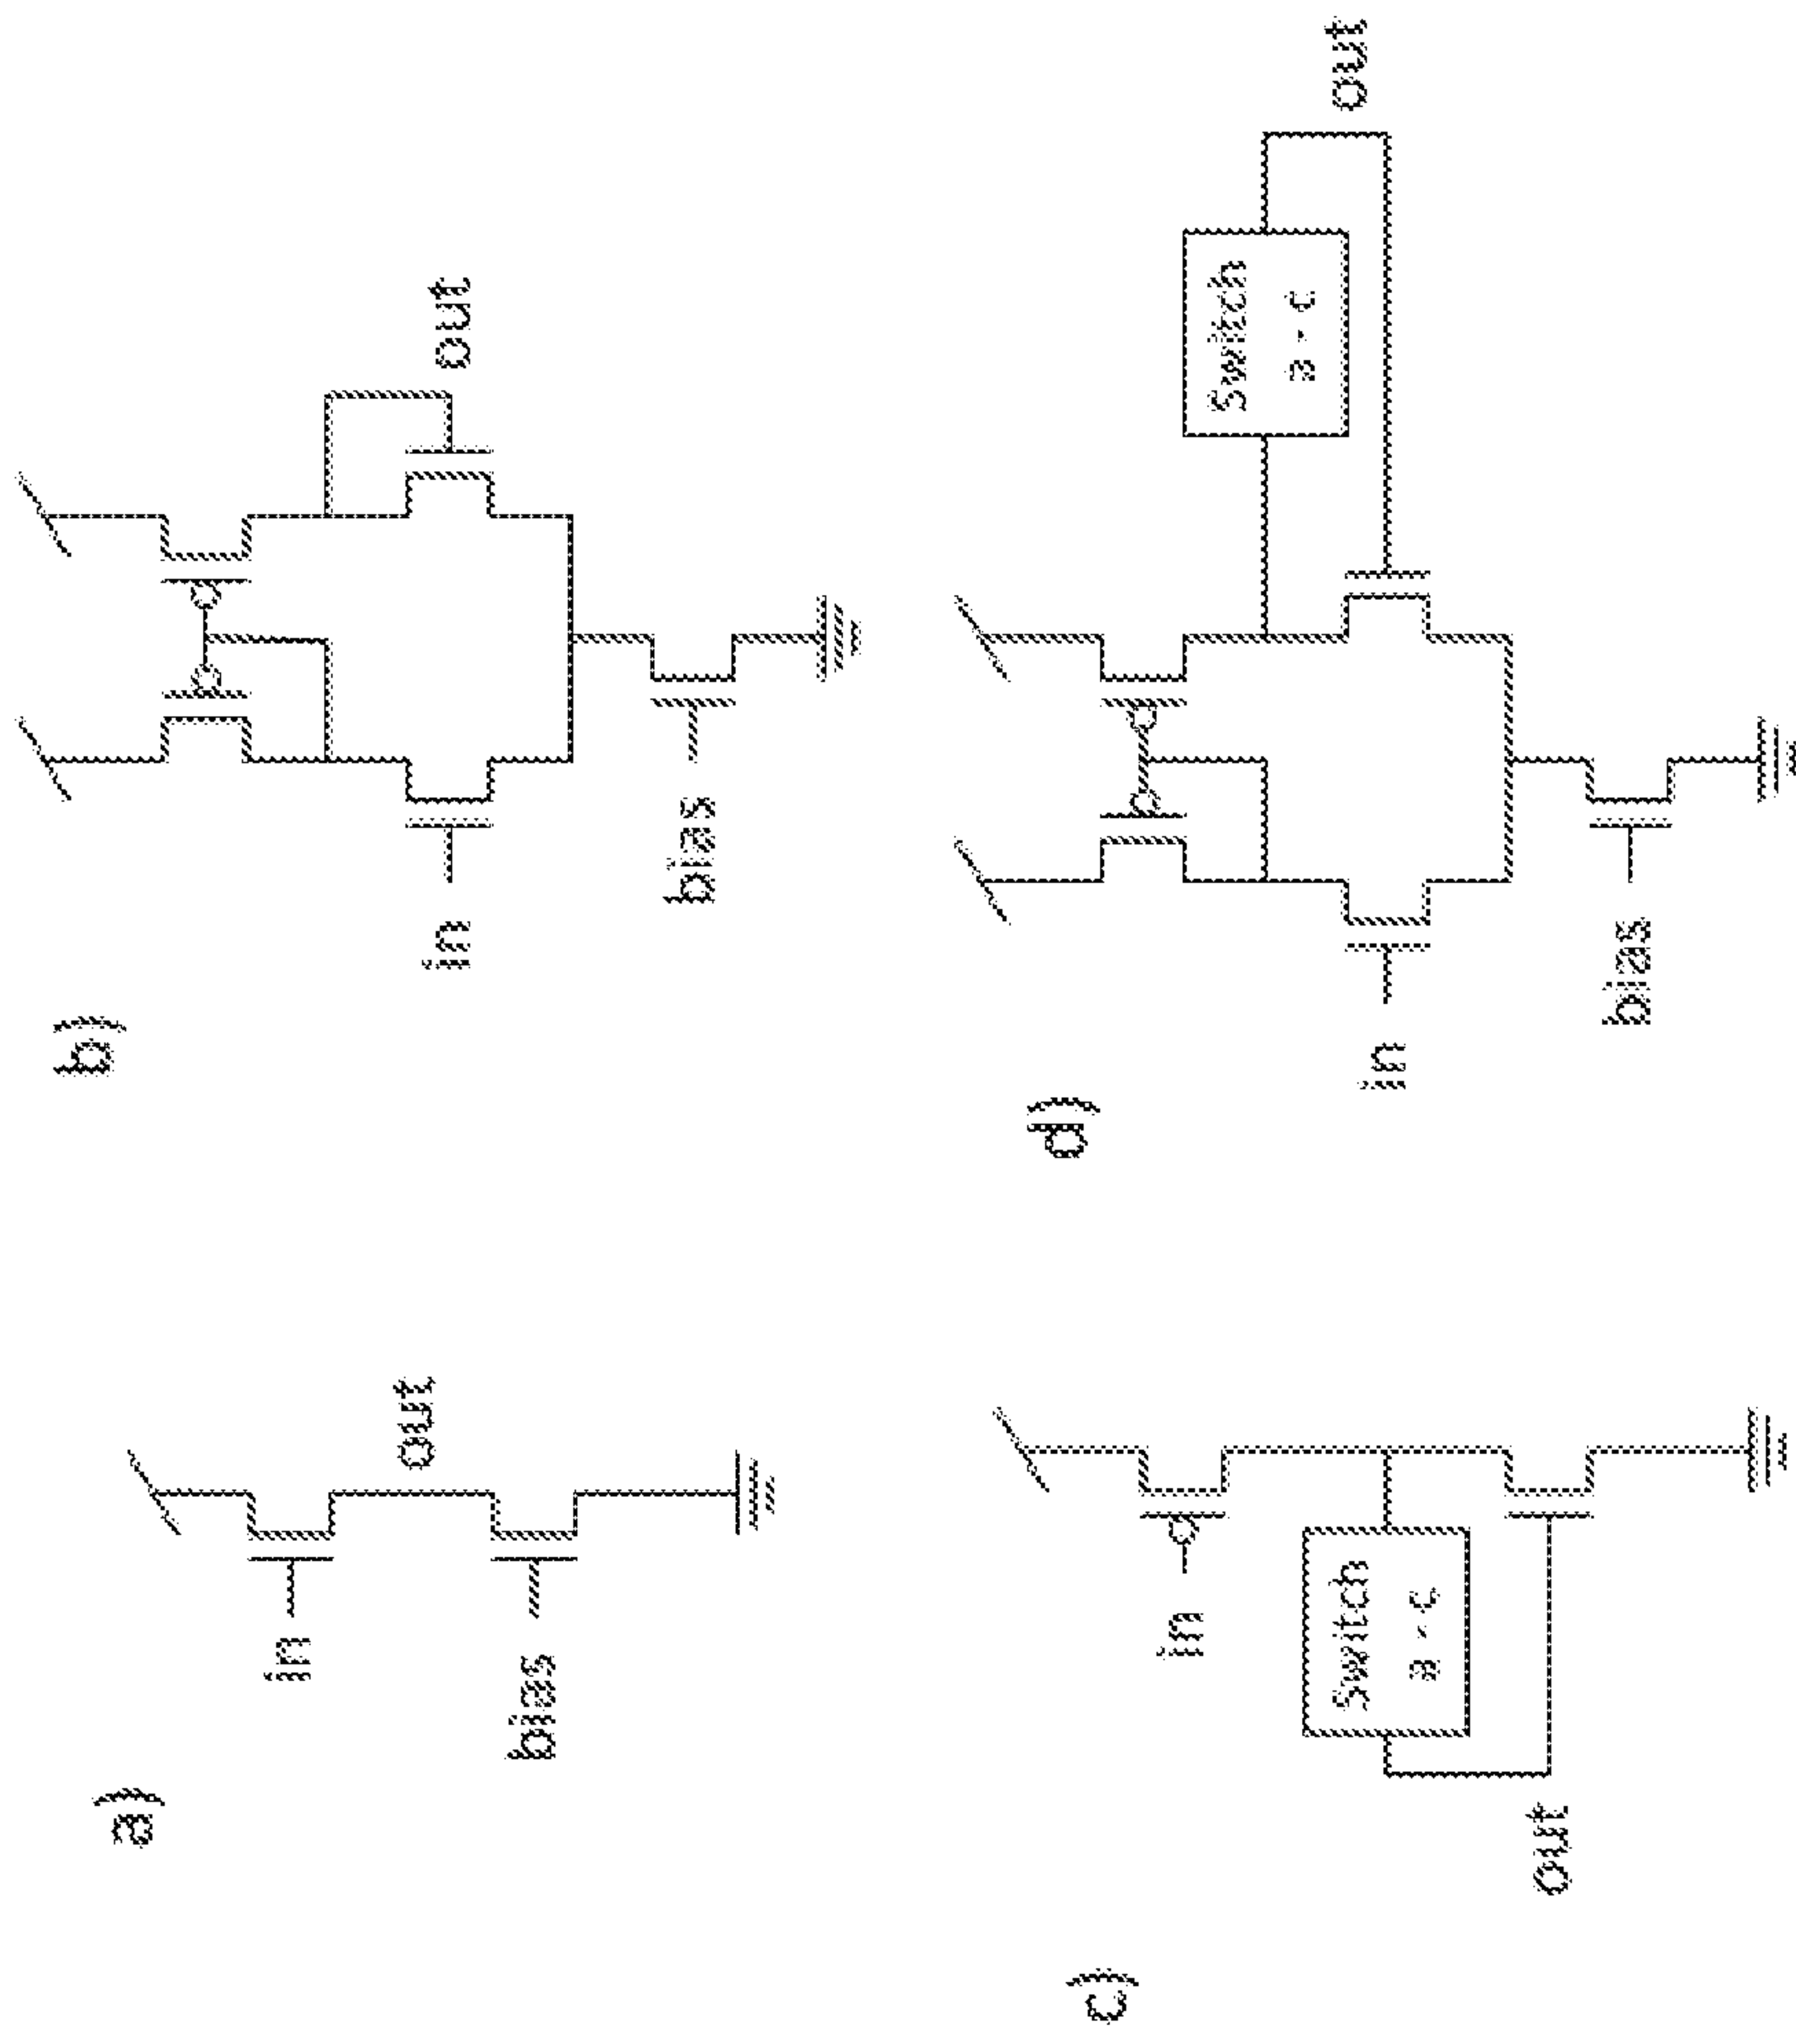 a)
in
bias
out
b)
in
bias
out
c)
in
Switch
a - c
out
d)
in
bias
Switch
a - c
out